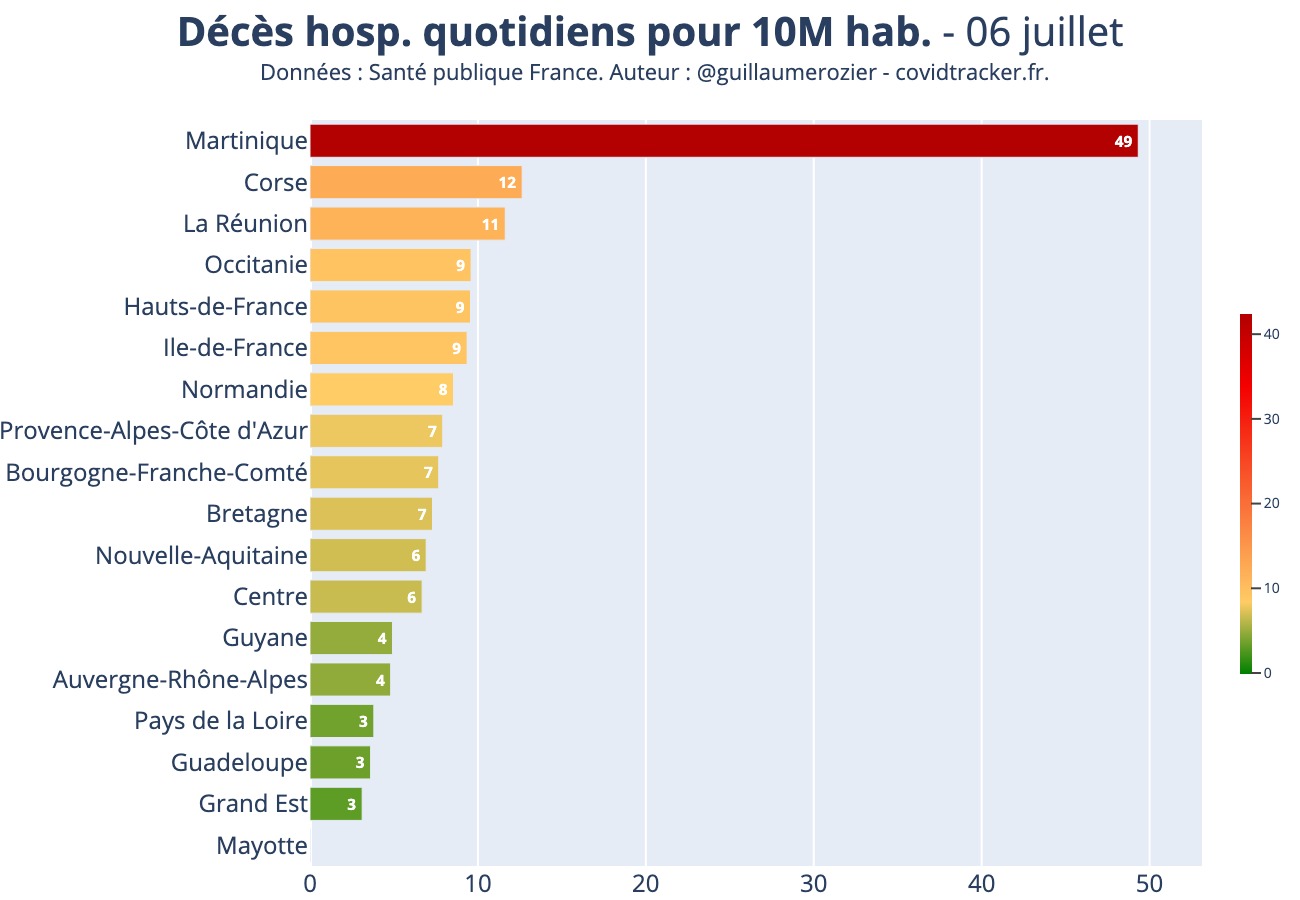 Décès hosp. quotidiens pour 10M hab. - 06 juillet
Données : Santé publique France. Auteur : @guillaumerozier - covidtracker.fr.
Martinique 49
Corse 12
La Réunion 11
Occitanie 9
Hauts-de-France 9
Ile-de-France 9
Normandie 8
Provence-Alpes-Côte d'Azur 7
Bourgogne-Franche-Comté 7
Bretagne 7
Nouvelle-Aquitaine 6
Centre 6
Guyane 4
Auvergne-Rhône-Alpes 4
Pays de la Loire 3
Guadeloupe 3
Grand Est 3
Mayotte
0 10 20 30 40 50
40
30
20
10
0